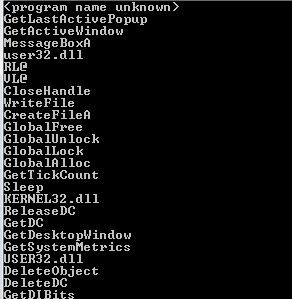 <program name unknown>
GetLastActivePopup
GetActiveWindow
MessageBoxA
user32.dll
RL@
VL@
CloseHandle
WriteFile
CreateFileA
GlobalFree
GlobalUnlock
GlobalLock
GlobalAlloc
GetTickCount
Sleep
KERNEL32.dll
ReleaseDC
GetDC
GetDesktopWindow
GetSystemMetrics
USER32.dll
DeleteObject
DeleteDC
GetDIBits